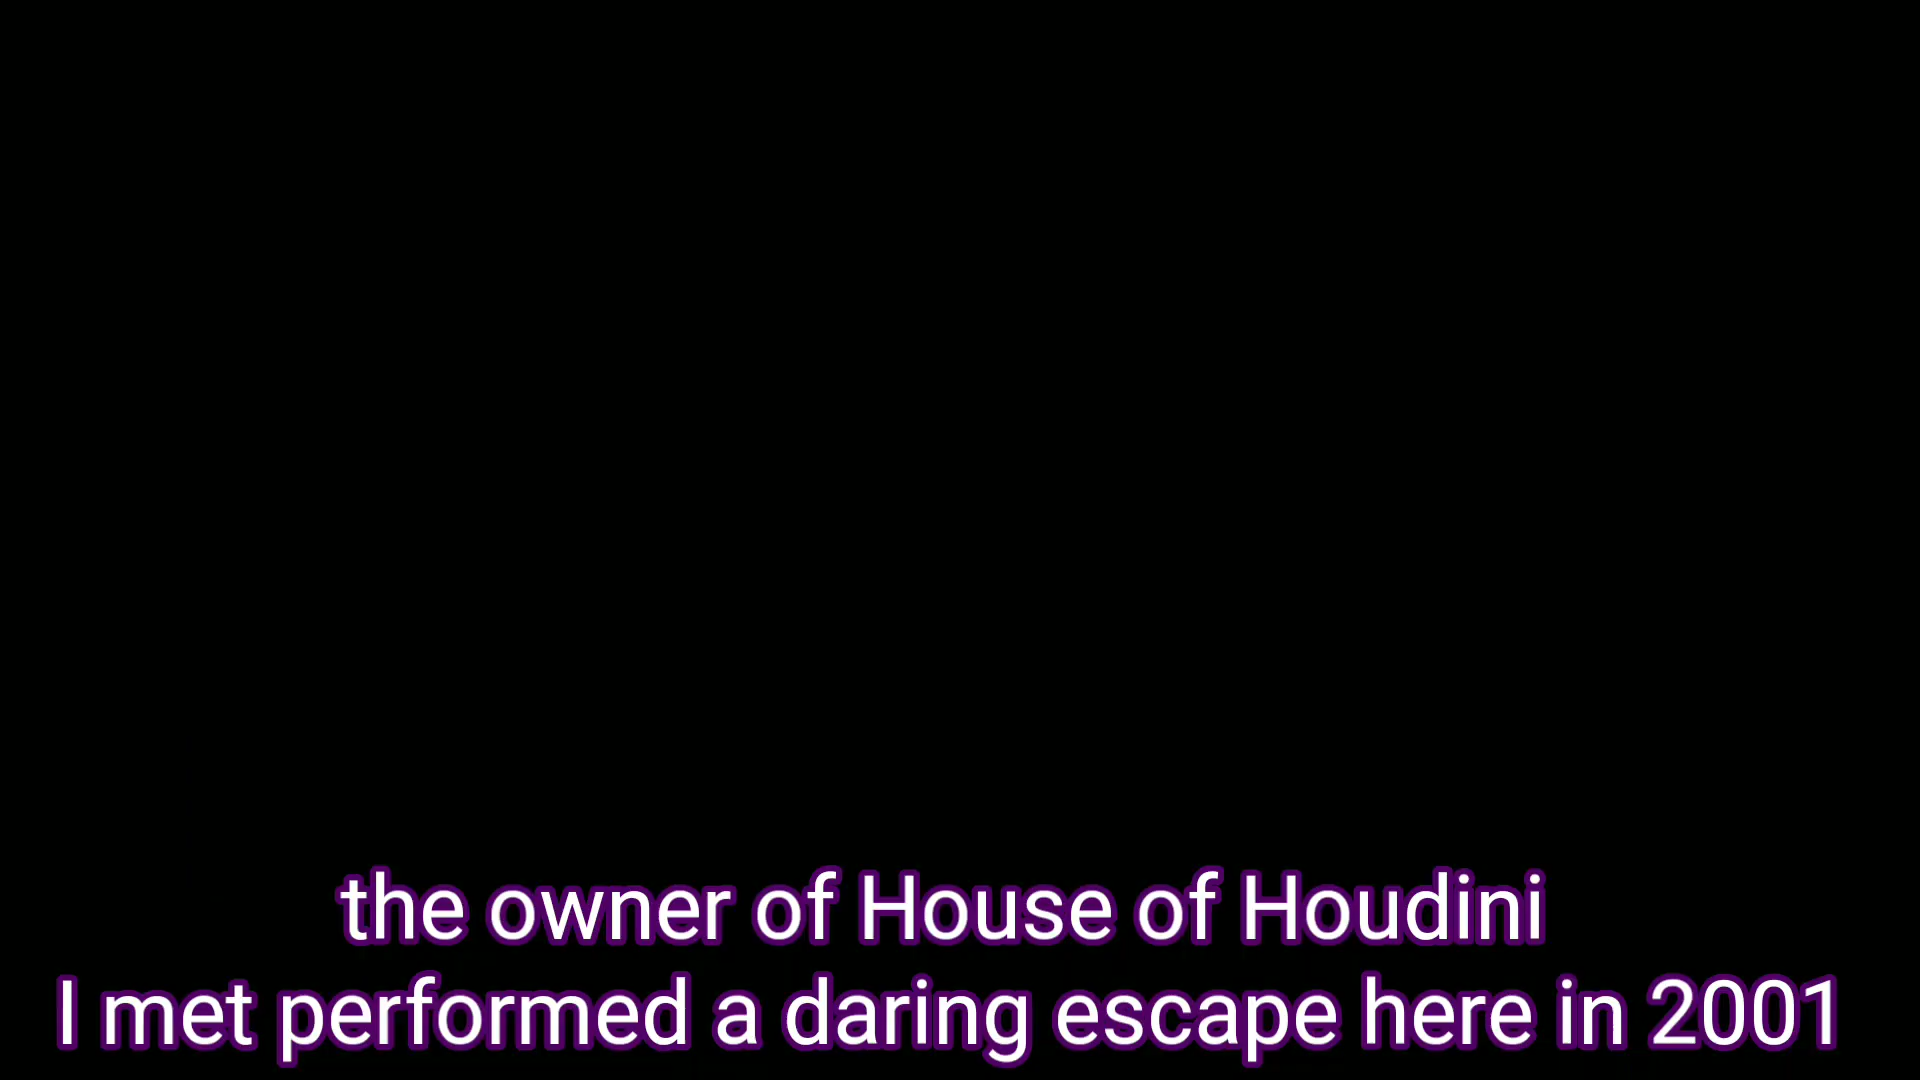 the owner of House of Houdini
I met performed a daring escape here in 2001